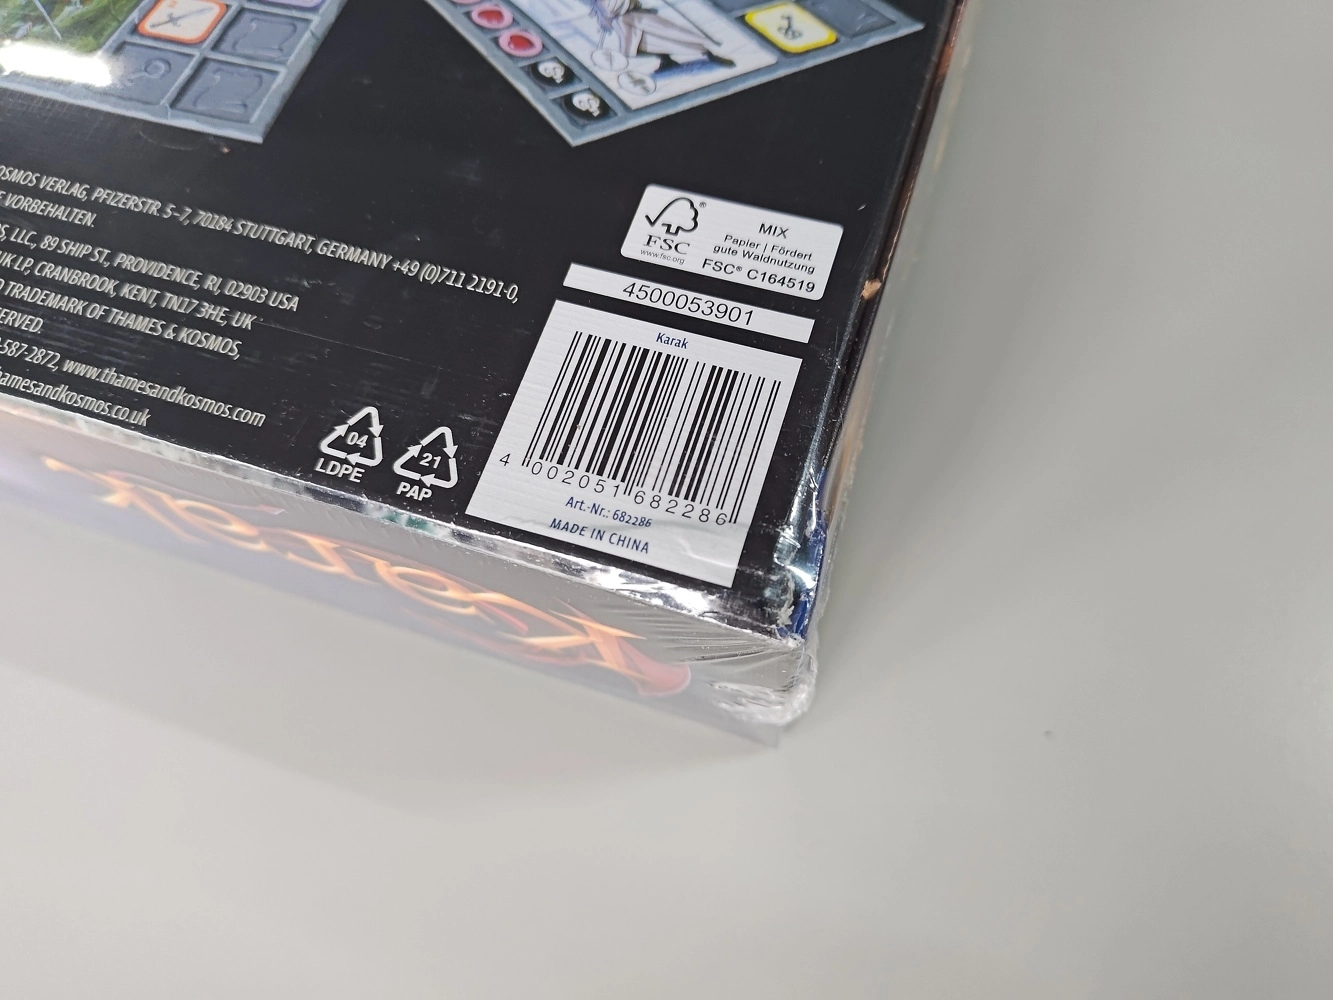 OSMOS VERLAG, PFIZERSTR. 5–7, 70184 STUTTGART, GERMANY +49 (0)711 2191-0,
VORBEHALTEN.
LLC, 89 SHIP ST, PROVIDENCE, RI, 02903 USA
UK LP, CRANBROOK, KENT, TN17 3HE, UK
TRADEMARK OF THAMES & KOSMOS,
ERVED.
-587-2872, www.thamesandkosmos.com
hamesandkosmos.co.uk
04
LDPE
21
PAP
FSC®
www.fsc.org
MIX
Papier | Fördert
gute Waldnutzung
FSC® C164519
4500053901
Karak
4 002051 682286
Art.-Nr.: 682286
MADE IN CHINA
KARAK